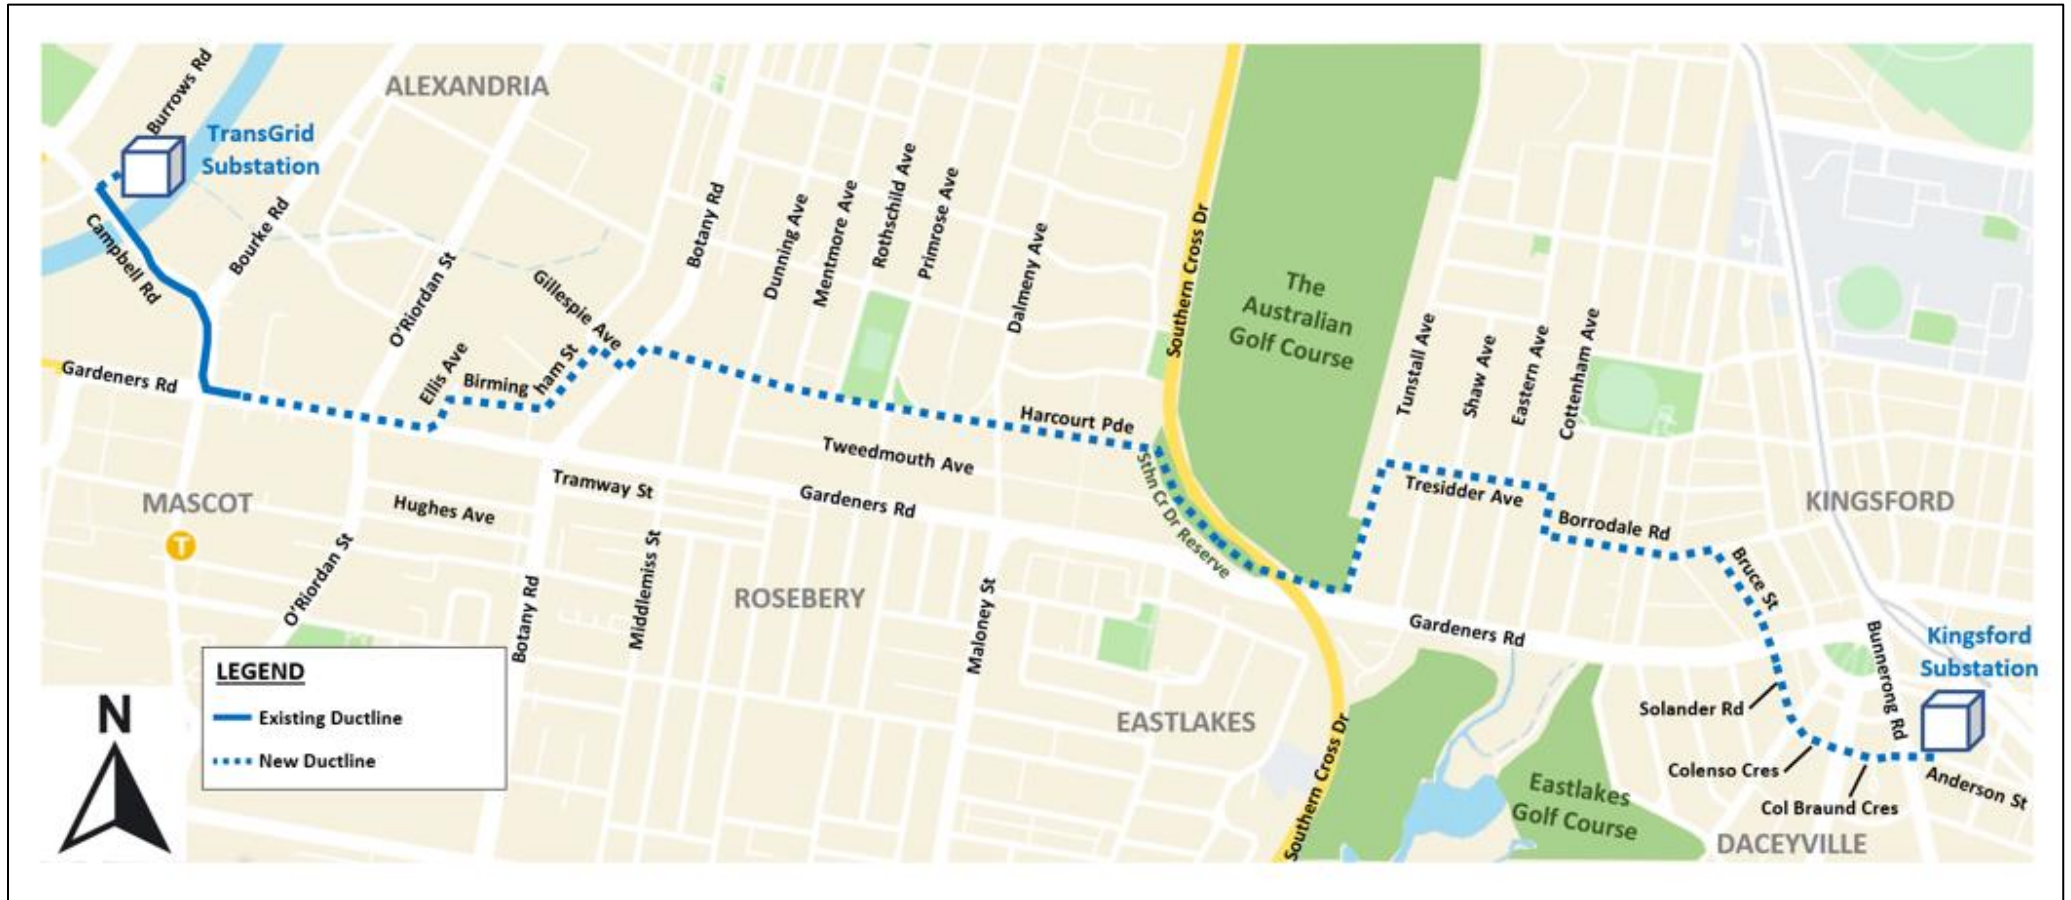 Burrows Rd
ALEXANDRIA
TransGrid
Substation
Campbell Rd
Bourke Rd
O'Riordan St
Gillespie Ave
Botany Rd
Dunning Ave
Mentmore Ave
Rothschild Ave
Primrose Ave
Dalmeny Ave
Southern Cross Dr
The
Australian
Golf Course
Tunstall Ave
Shaw Ave
Eastern Ave
Cottenham Ave
Gardeners Rd
Ellis Ave
Birming
ham St
Harcourt Pde
Tweedmouth Ave
Sthn Cr Dr Reserve
Tresidder Ave
Borrodale Rd
KINGSFORD
MASCOT
T
Hughes Ave
Tramway St
Gardeners Rd
O'Riordan St
Botany Rd
Middlemiss St
ROSEBERY
Maloney St
Bruce St
Gardeners Rd
Bunnerong Rd
Kingsford
Substation
EASTLAKES
Southern Cross Dr
Solander Rd
Colenso Cres
Col Braund Cres
Anderson St
Eastlakes
Golf Course
DACEYVILLE
N
LEGEND
Existing Ductline
New Ductline